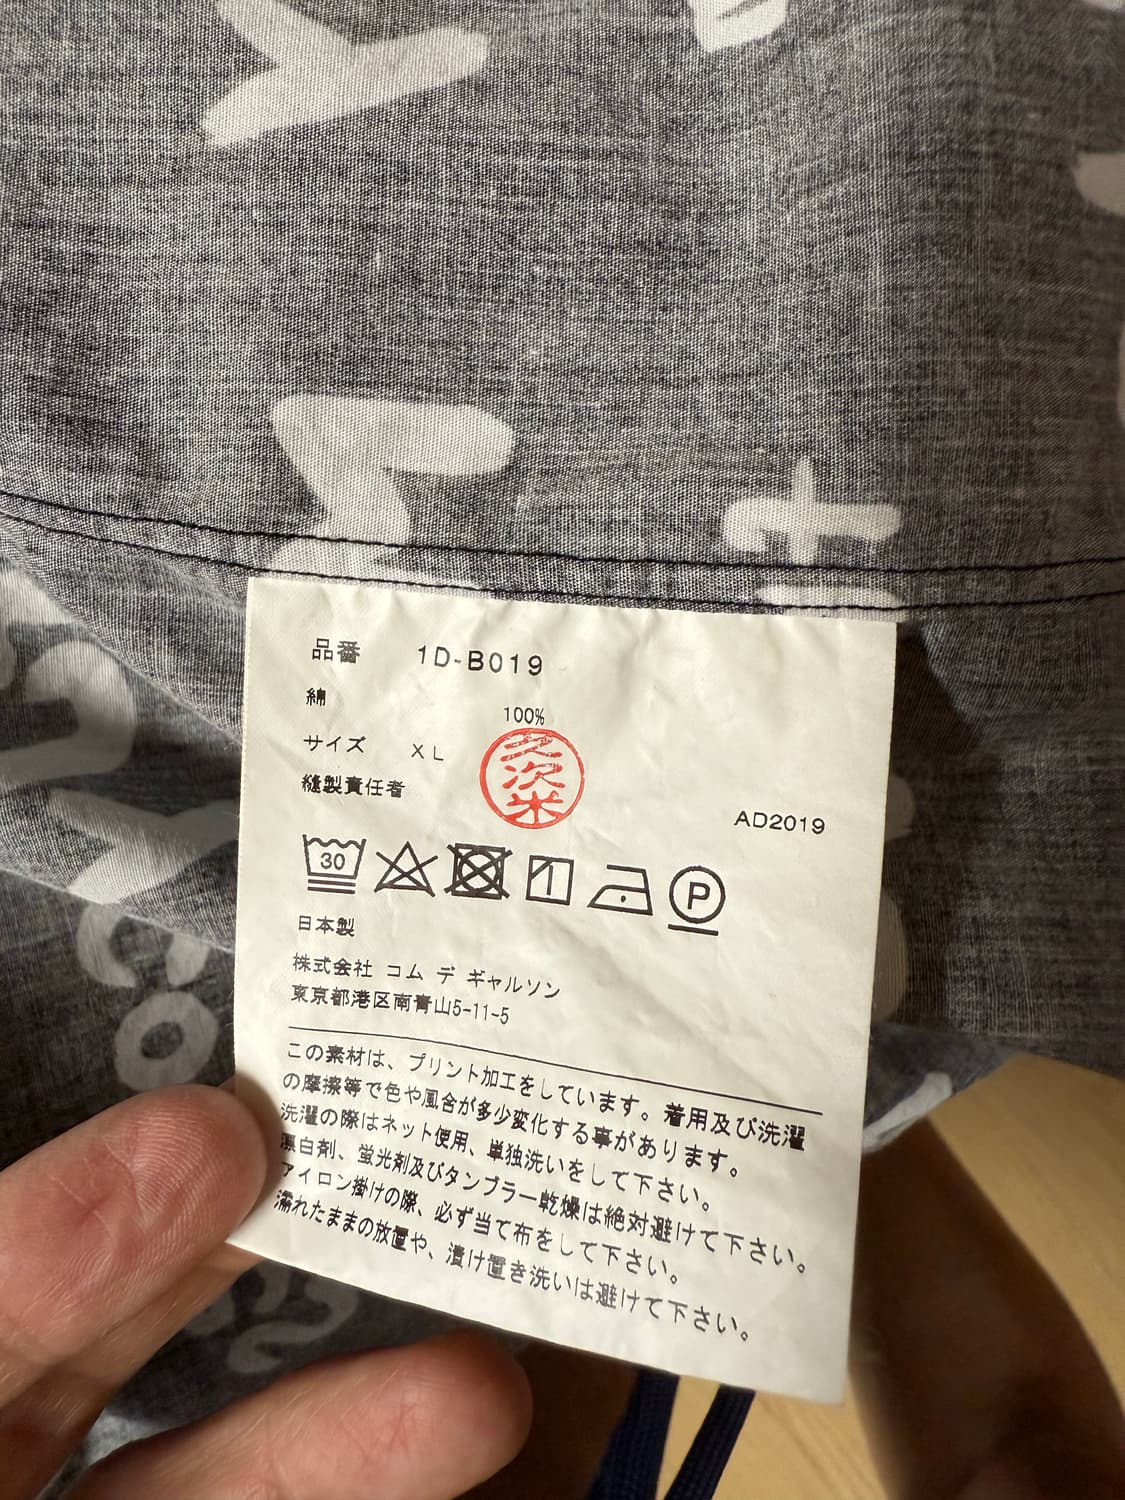 品番 1D-B019
綿 100%
サイズ XL
縫製責任者
AD2019
30
P
日本製
株式会社 コム デ ギャルソン
東京都港区南青山5-11-5
この素材は、プリント加工をしています。着用及び洗濯
の摩擦等で色や風合が多少変化する事があります。
洗濯の際はネット使用、単独洗いをして下さい。
漂白剤、蛍光剤及びタンブラー乾燥は絶対避けて下さい。
アイロン掛けの際、必ず当て布をして下さい。
濡れたままの放置や、漬け置き洗いは避けて下さい。